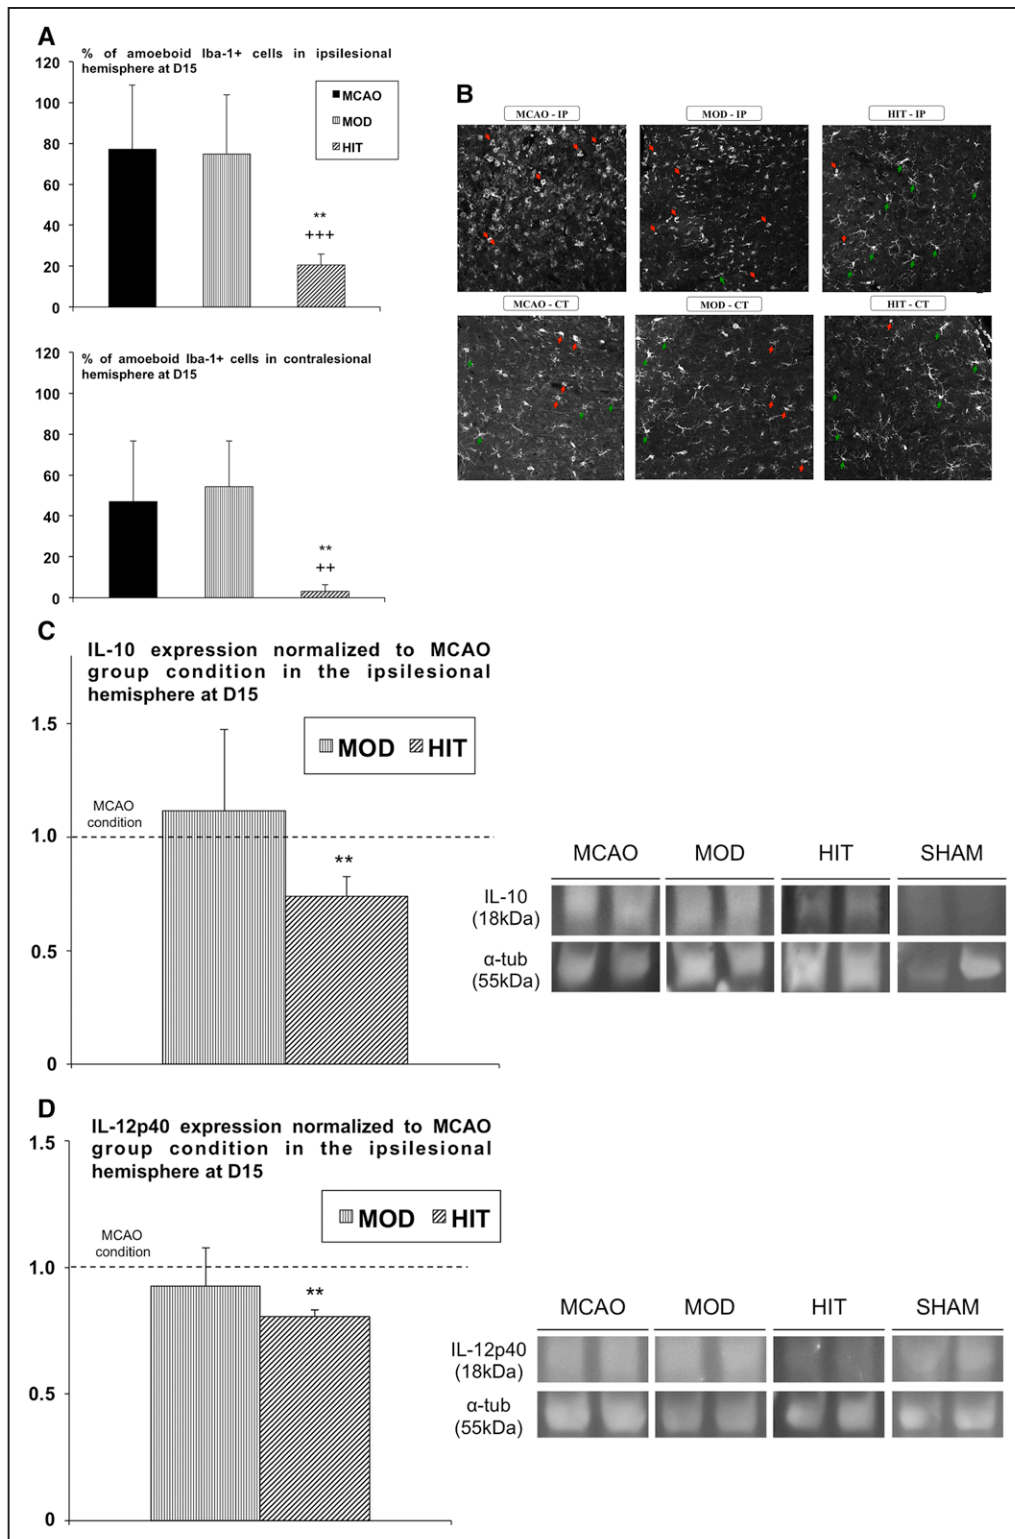 A
% of amoeboid Iba-1+ cells in ipsilesional
hemisphere at D15
120
100
80
60
40
20
0
MCAO
MOD
HIT
**
+++
% of amoeboid Iba-1+ cells in contralesional
hemisphere at D15
120
100
80
60
40
20
0
**
++
B
MCAO - IP
MOD - IP
HIT - IP
MCAO - CT
MOD - CT
HIT - CT
C
IL-10 expression normalized to MCAO
group condition in the ipsilesional
hemisphere at D15
1.5
1.0
0.5
0
MOD HIT
MCAO
condition
**
MCAO MOD HIT SHAM
IL-10
(18kDa)
α-tub
(55kDa)
D
IL-12p40 expression normalized to MCAO
group condition in the ipsilesional
hemisphere at D15
1.5
1.0
0.5
0
MOD HIT
MCAO
condition
**
MCAO MOD HIT SHAM
IL-12p40
(18kDa)
α-tub
(55kDa)